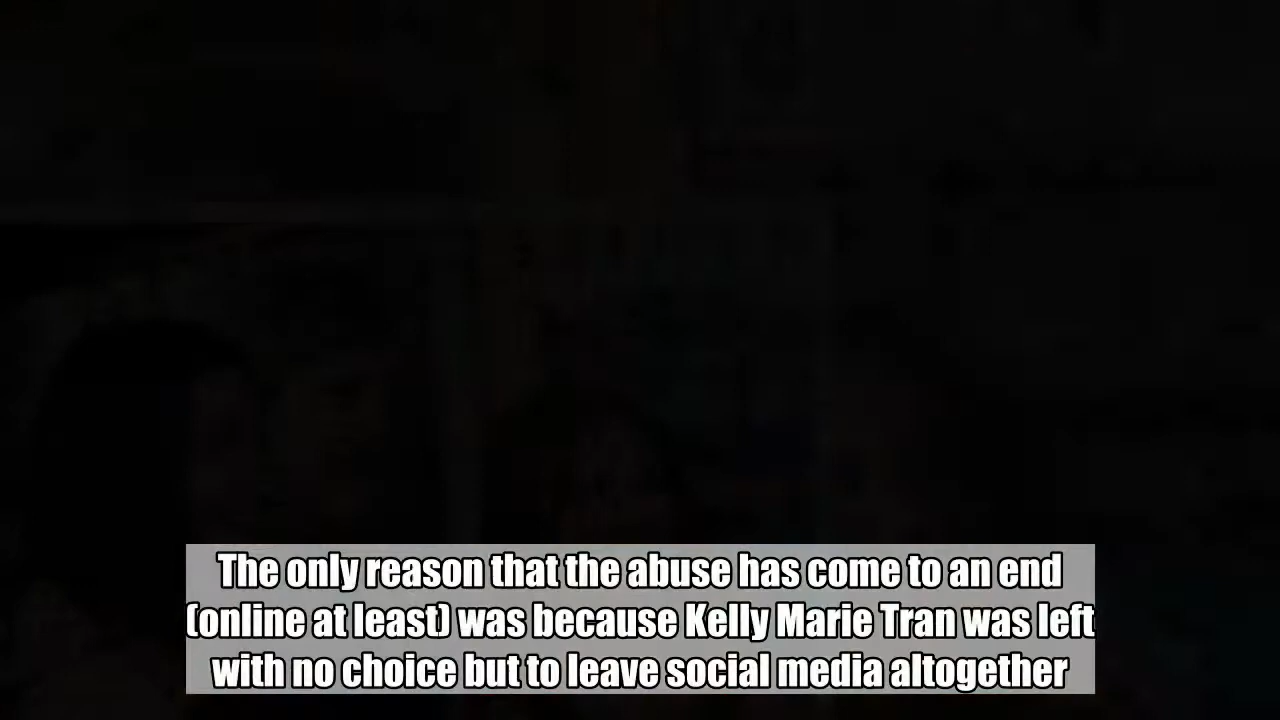 The only reason that the abuse has come to an end
(online at least) was because Kelly Marie Tran was left
with no choice but to leave social media altogether